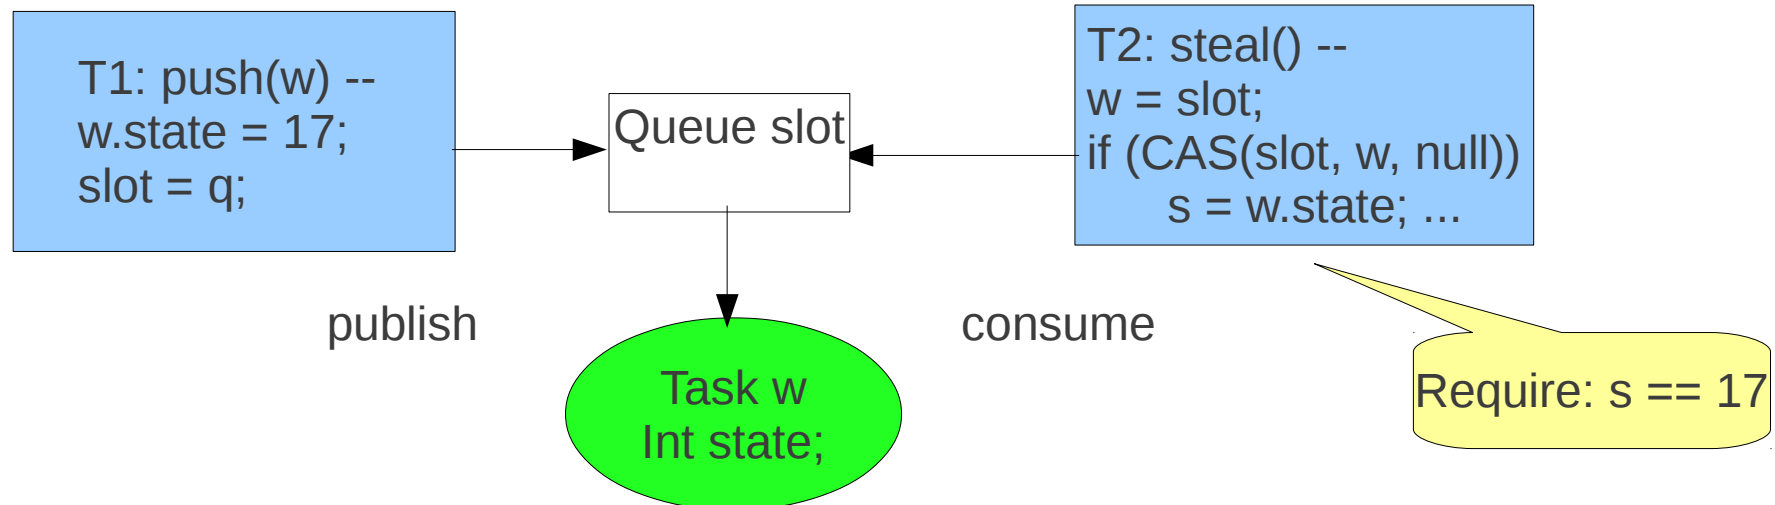 T1: push(w) --
w.state = 17;
slot = q;
Queue slot
T2: steal() --
w = slot;
if (CAS(slot, w, null))
s = w.state; ...
publish
consume
Task w
Int state;
Require: s == 17